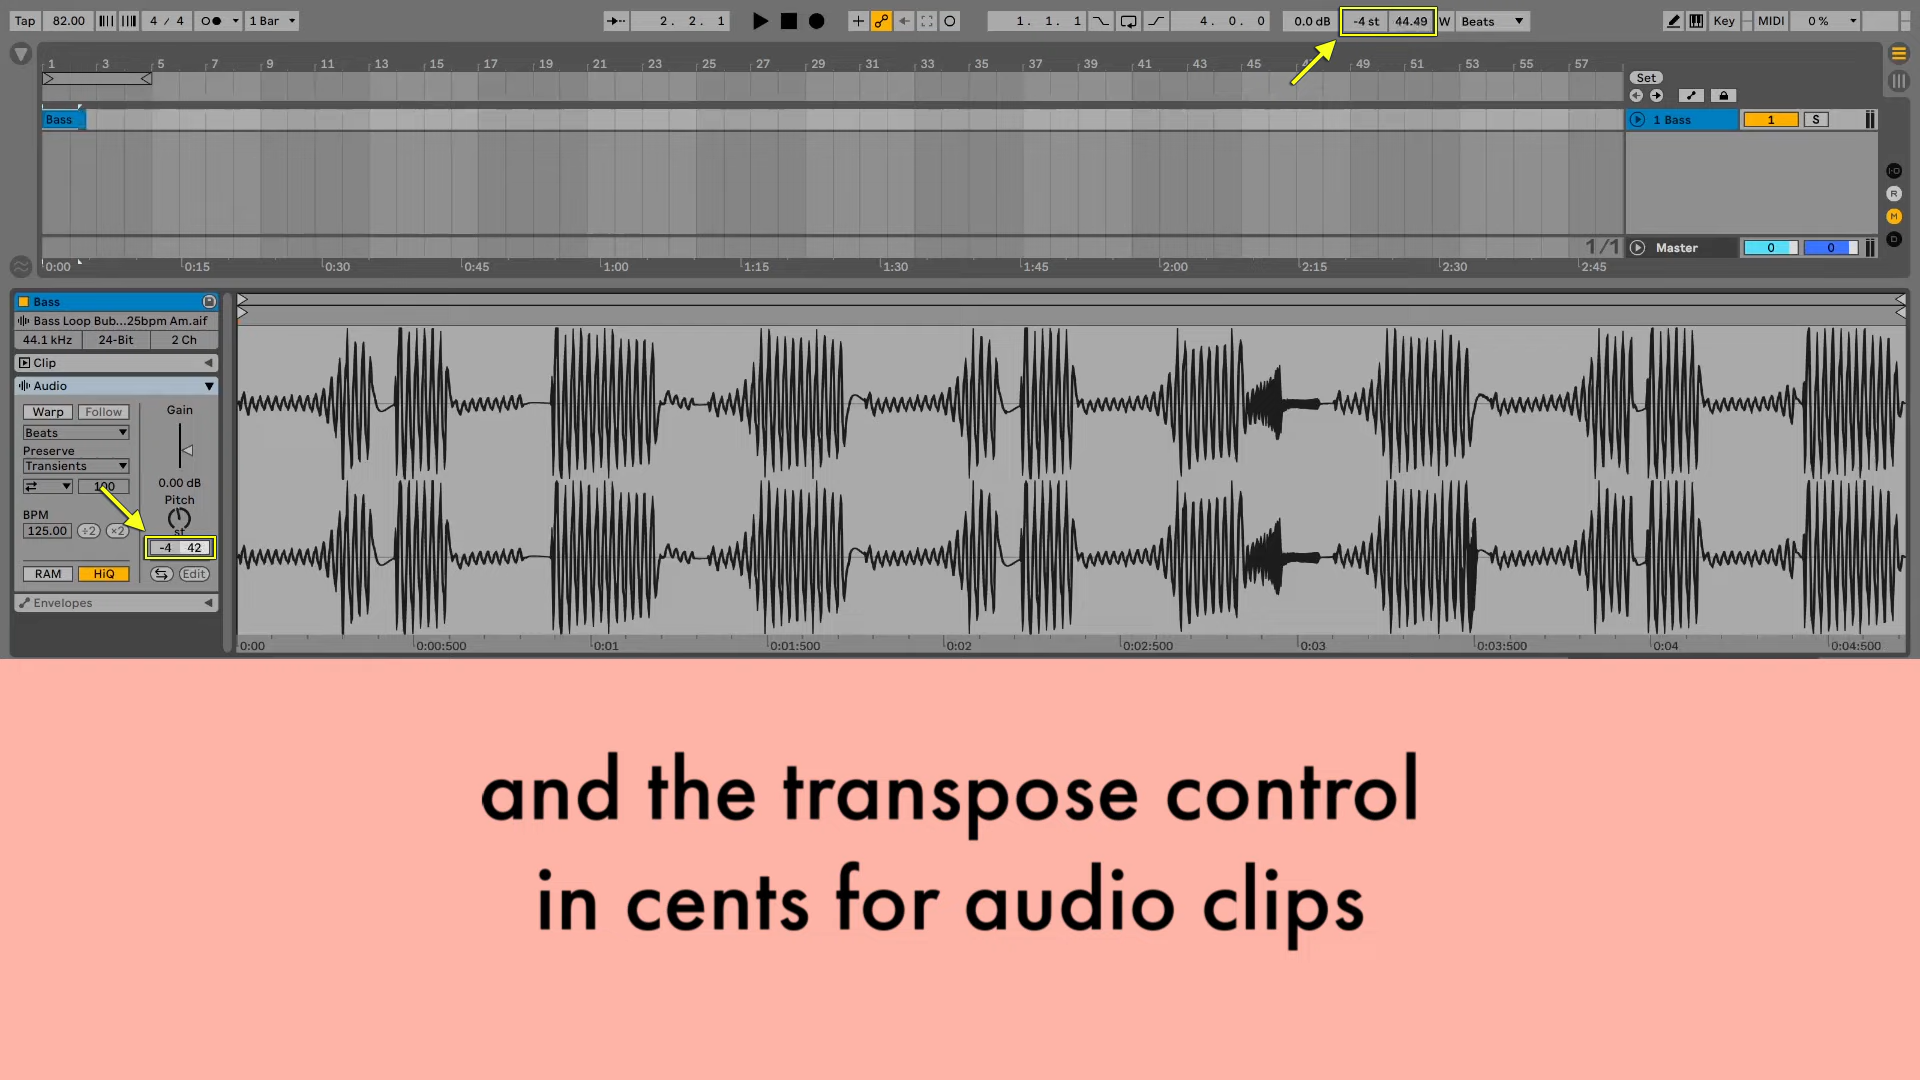 Tap 82.00 4 / 4 1 Bar 2. 2. 1 1. 1. 1 4. 0. 0 0.0 dB -4 st 44.49 W Beats Key MIDI 0 %
1 3 5 7 9 11 13 15 17 19 21 23 25 27 29 31 33 35 37 39 41 43 45 49 51 53 55 57
Set
Bass
1 Bass 1 S
I·O
R
M
D
1/1
Master 0 0
0:00 0:15 0:30 0:45 1:00 1:15 1:30 1:45 2:00 2:15 2:30 2:45
Bass
Bass Loop Bub...25bpm Am.aif
44.1 kHz 24-Bit 2 Ch
Clip
Audio
Warp Follow Gain
Beats
Preserve
Transients
100 0.00 dB
Pitch
BPM
st
125.00 ÷2 ×2
-4 42
RAM HiQ Edit
Envelopes
0:00 0:00:500 0:01 0:01:500 0:02 0:02:500 0:03 0:03:500 0:04 0:04:500
and the transpose control
in cents for audio clips